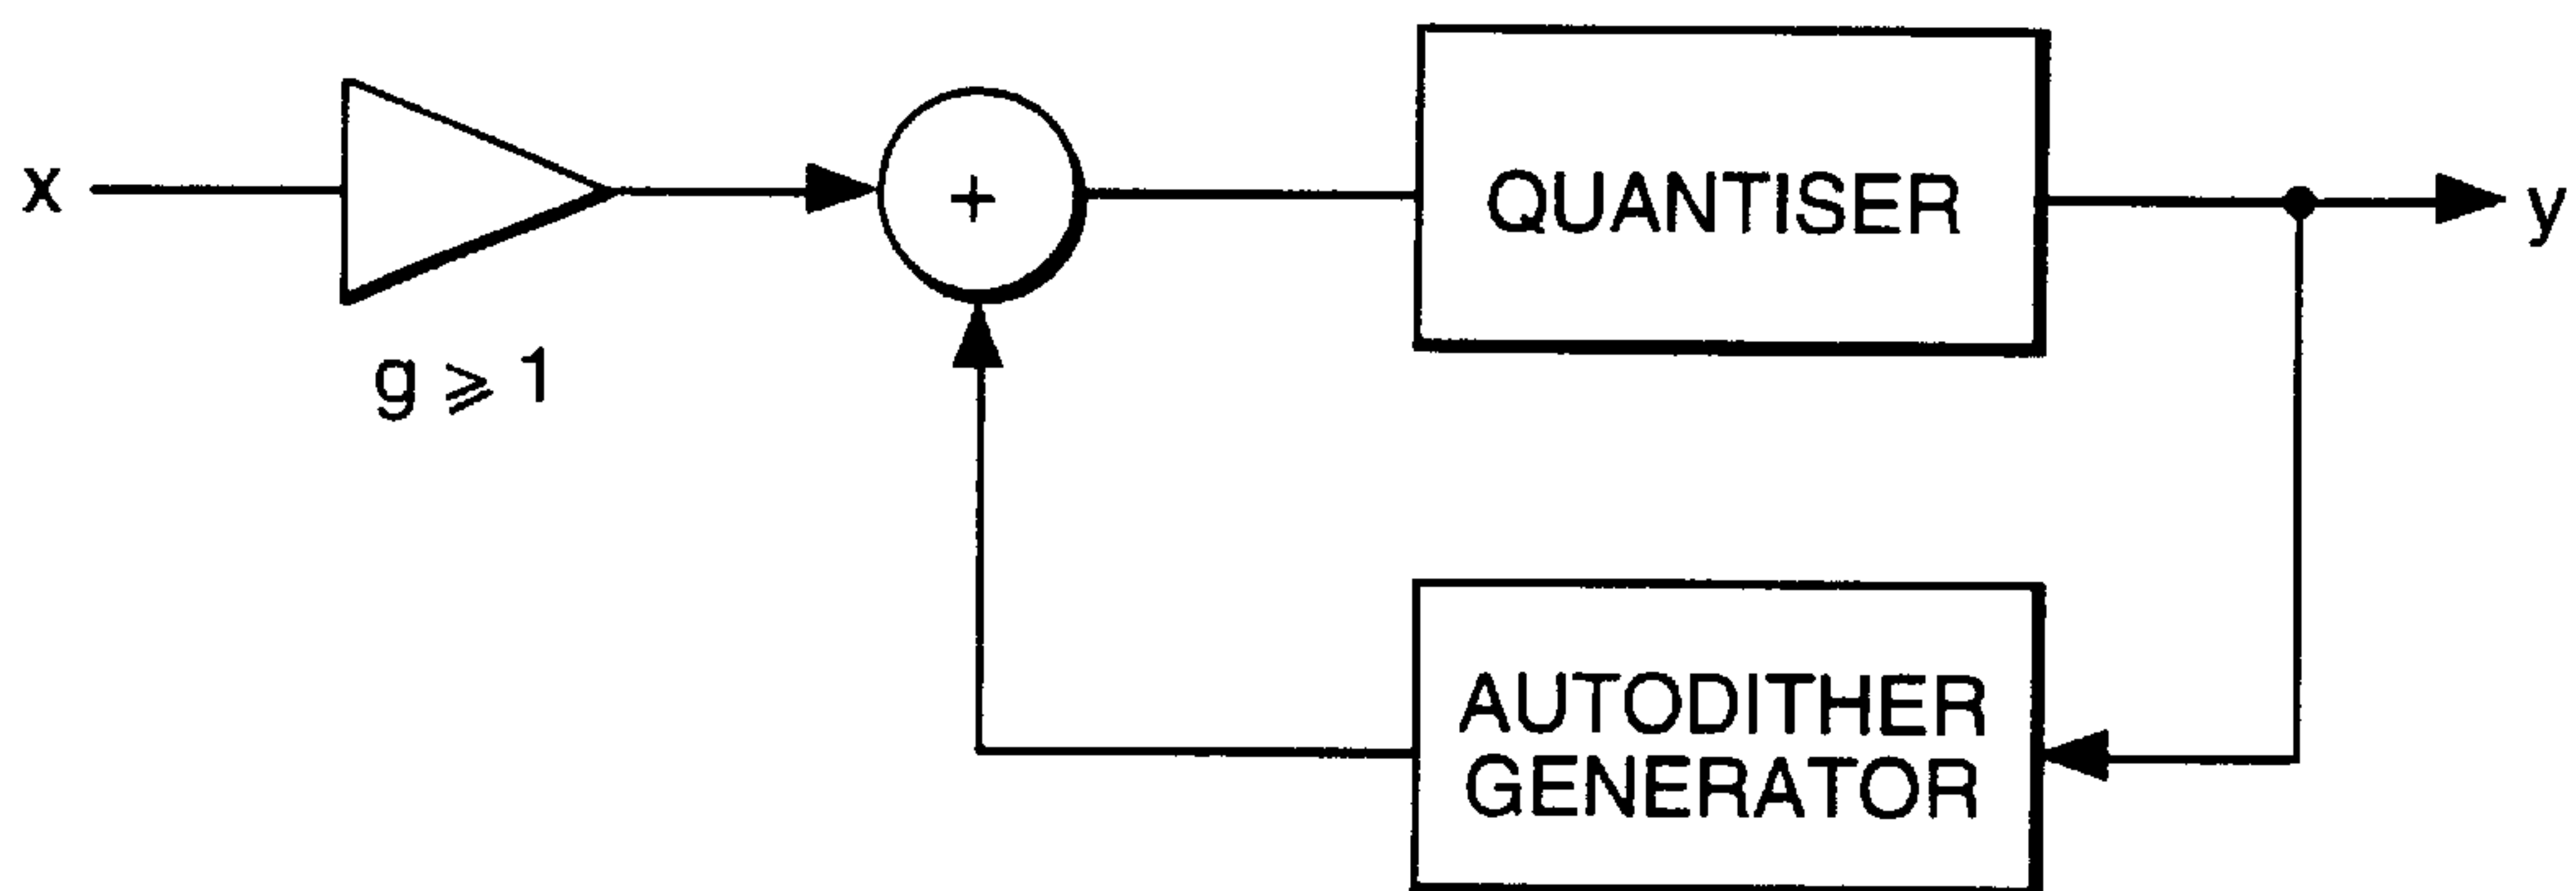 x
g ⩾ 1
+
QUANTISER
y
AUTODITHER
GENERATOR